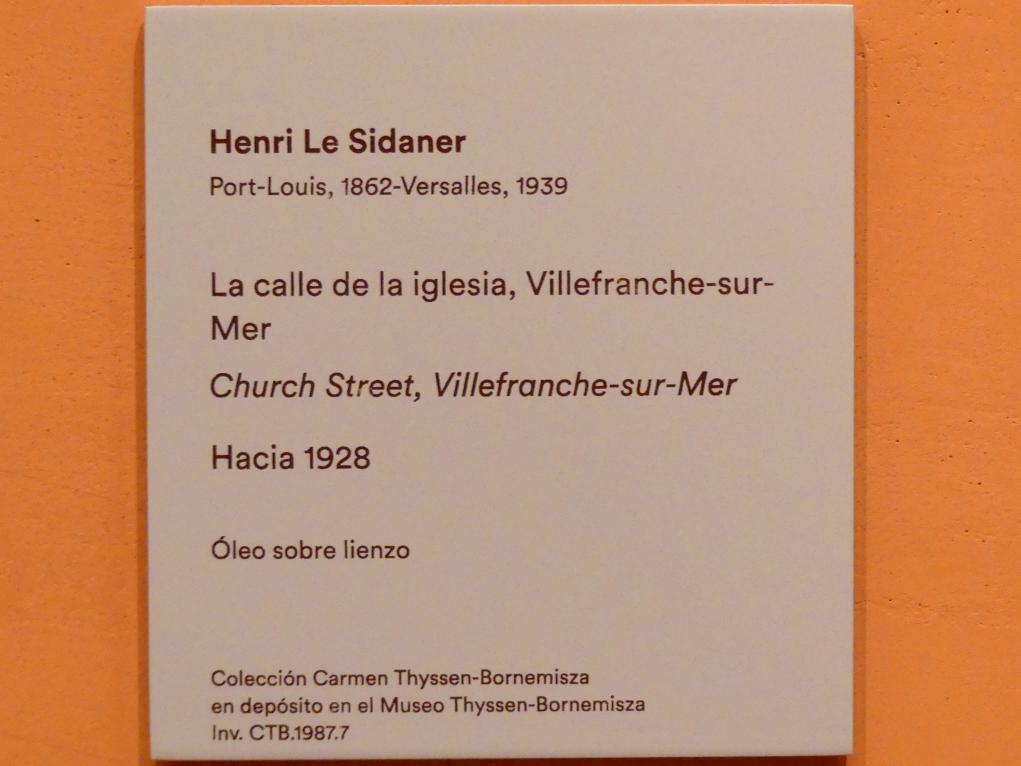 Henri Le Sidaner
Port-Louis, 1862-Versalles, 1939
La calle de la iglesia, Villefranche-sur-
Mer
Church Street, Villefranche-sur-Mer
Hacia 1928
Óleo sobre lienzo
Colección Carmen Thyssen-Bornemisza
en depósito en el Museo Thyssen-Bornemisza
Inv. CTB.1987.7